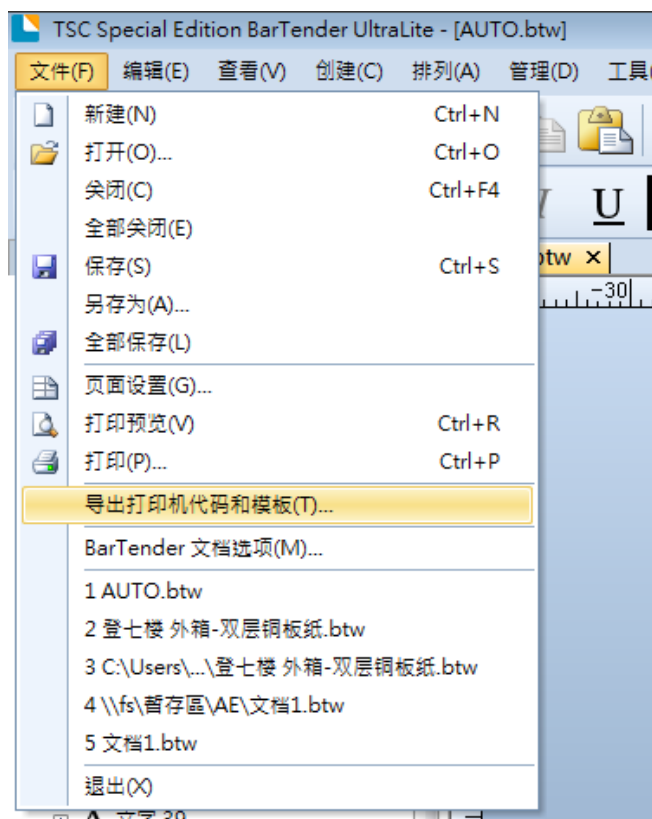 TSC Special Edition BarTender UltraLite - [AUTO.btw]
文件(F) 编辑(E) 查看(V) 创建(C) 排列(A) 管理(D) 工具(
新建(N) Ctrl+N
打开(O)... Ctrl+O
关闭(C) Ctrl+F4
全部关闭(E)
U
保存(S) Ctrl+S
btw ×
另存为(A)...
-30
全部保存(L)
页面设置(G)...
打印预览(V) Ctrl+R
打印(P)... Ctrl+P
导出打印机代码和模板(T)...
BarTender 文档选项(M)...
1 AUTO.btw
2 登七楼 外箱-双层铜板纸.btw
3 C:\Users\...\登七楼 外箱-双层铜板纸.btw
4 \\fs\暫存區\AE\文档1.btw
5 文档1.btw
退出(X)
A 文字 39